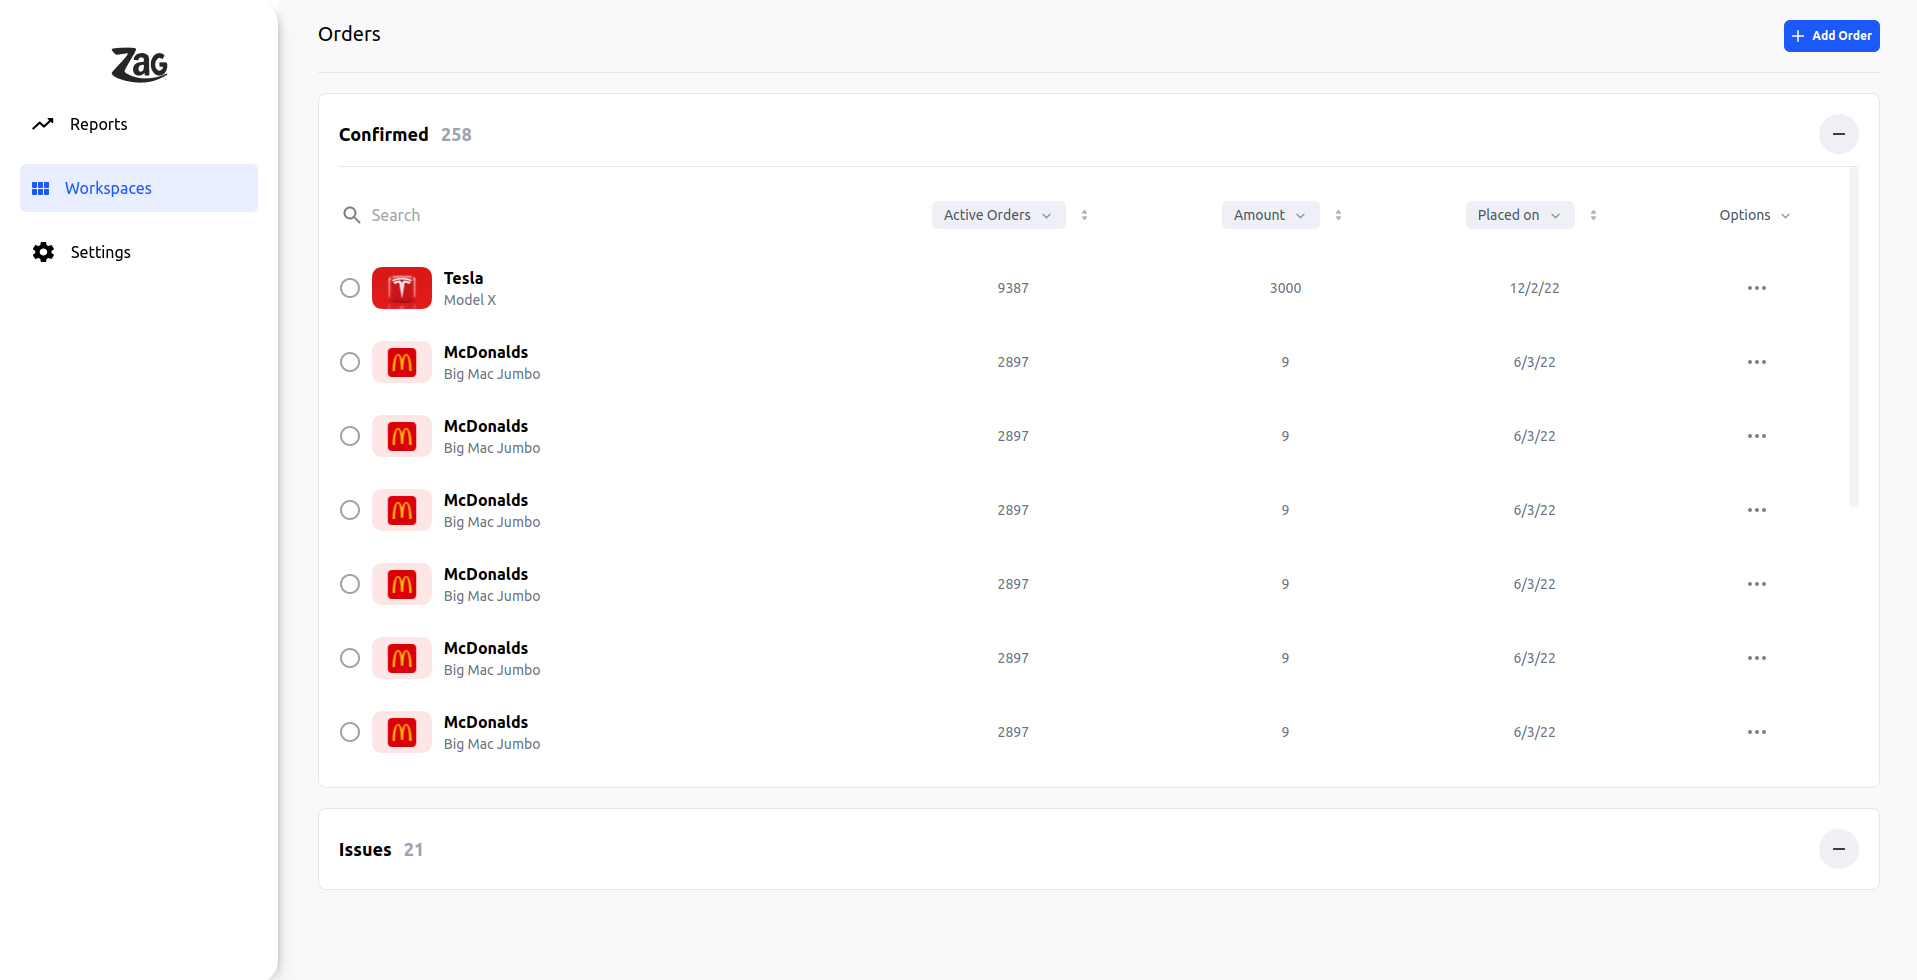 Zag
Reports
Workspaces
Settings
Orders
Add Order
Confirmed 258
Search Active Orders Amount Placed on Options
Tesla
Model X 9387 3000 12/2/22
McDonalds
Big Mac Jumbo 2897 9 6/3/22
McDonalds
Big Mac Jumbo 2897 9 6/3/22
McDonalds
Big Mac Jumbo 2897 9 6/3/22
McDonalds
Big Mac Jumbo 2897 9 6/3/22
McDonalds
Big Mac Jumbo 2897 9 6/3/22
McDonalds
Big Mac Jumbo 2897 9 6/3/22
Issues 21